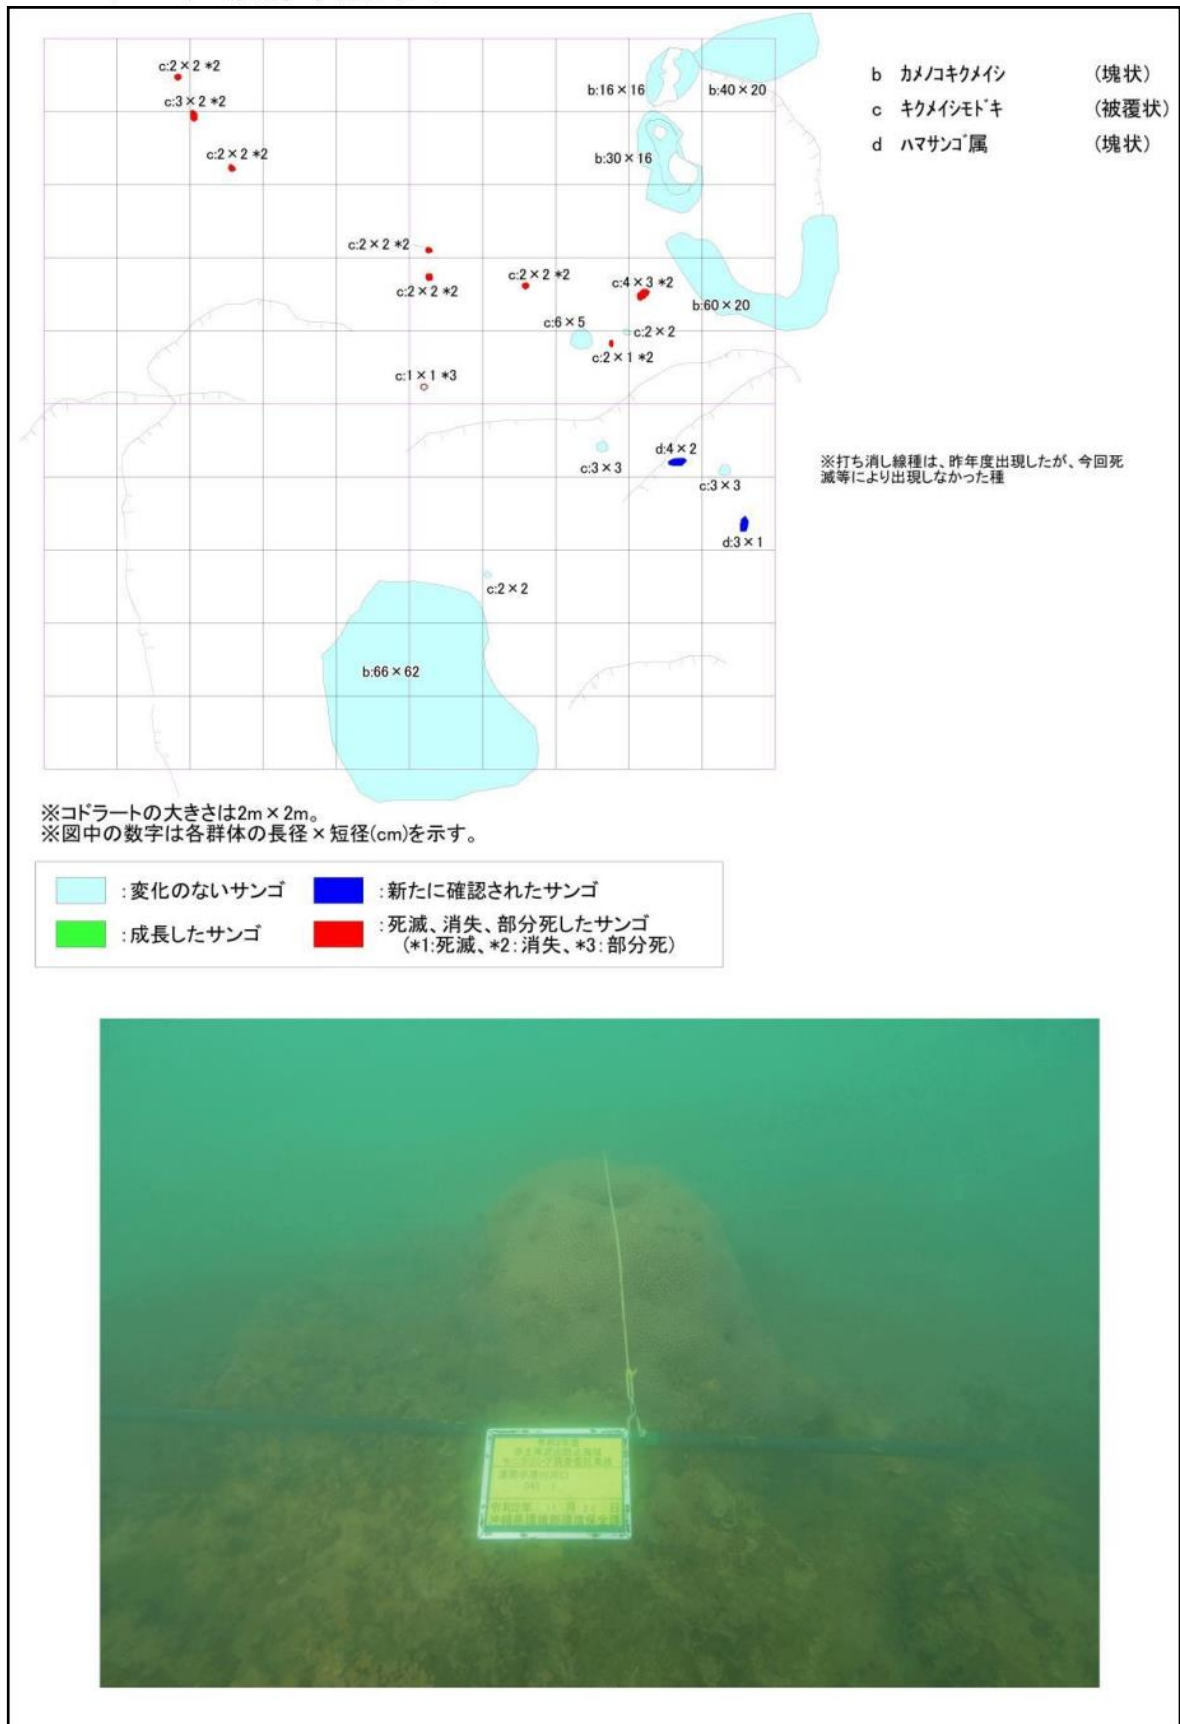 c:2×2 *2
c:3×2 *2
c:2×2 *2
b:16×16
b:40×20
b:30×16
b カメノコキクメイシ (塊状)
c キクメイシモドキ (被覆状)
d ハマサンゴ属 (塊状)
c:2×2 *2
c:2×2 *2
c:2×2 *2
c:4×3 *2
b:60×20
c:6×5
c:2×2
c:2×1 *2
c:1×1 *3
c:3×3
d:4×2
c:3×3
d:3×1
※打ち消し線種は、昨年度出現したが、今回死
滅等により出現しなかった種
c:2×2
b:66×62
※コドラートの大きさは2m×2m。
※図中の数字は各群体の長径×短径(cm)を示す。
:変化のないサンゴ
:新たに確認されたサンゴ
:成長したサンゴ
:死滅、消失、部分死したサンゴ
(*1:死滅、*2:消失、*3:部分死)